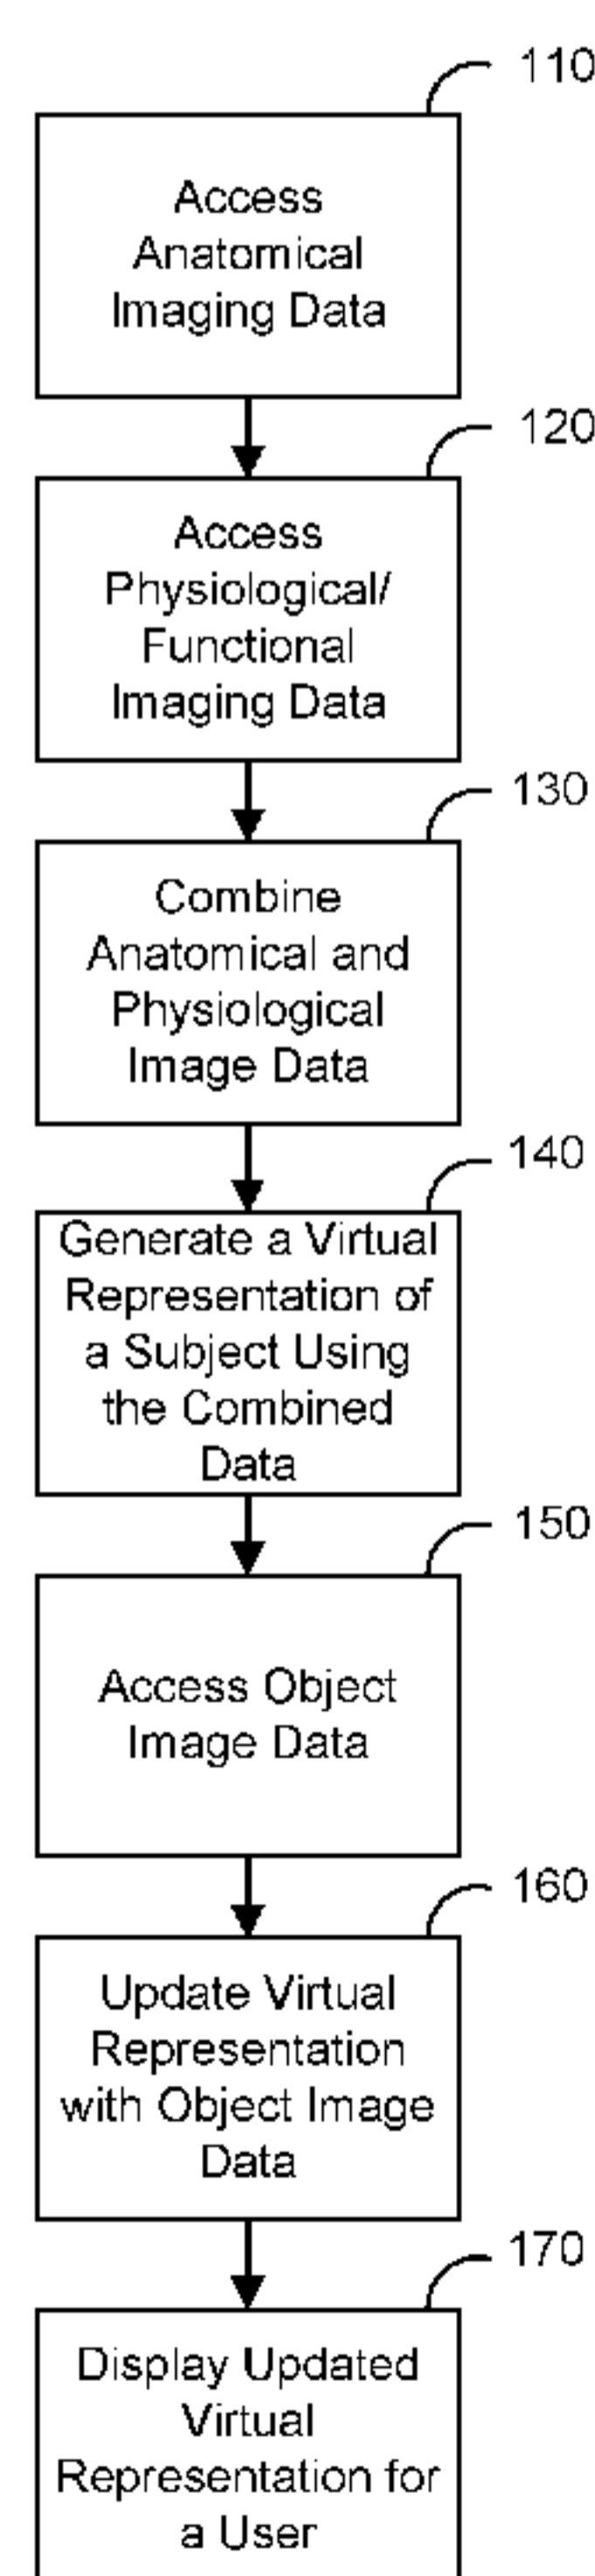 110
Access
Anatomical
Imaging Data
120
Access
Physiological/
Functional
Imaging Data
130
Combine
Anatomical and
Physiological
Image Data
140
Generate a Virtual
Representation of
a Subject Using
the Combined
Data
150
Access Object
Image Data
160
Update Virtual
Representation
with Object Image
Data
170
Display Updated
Virtual
Representation for
a User